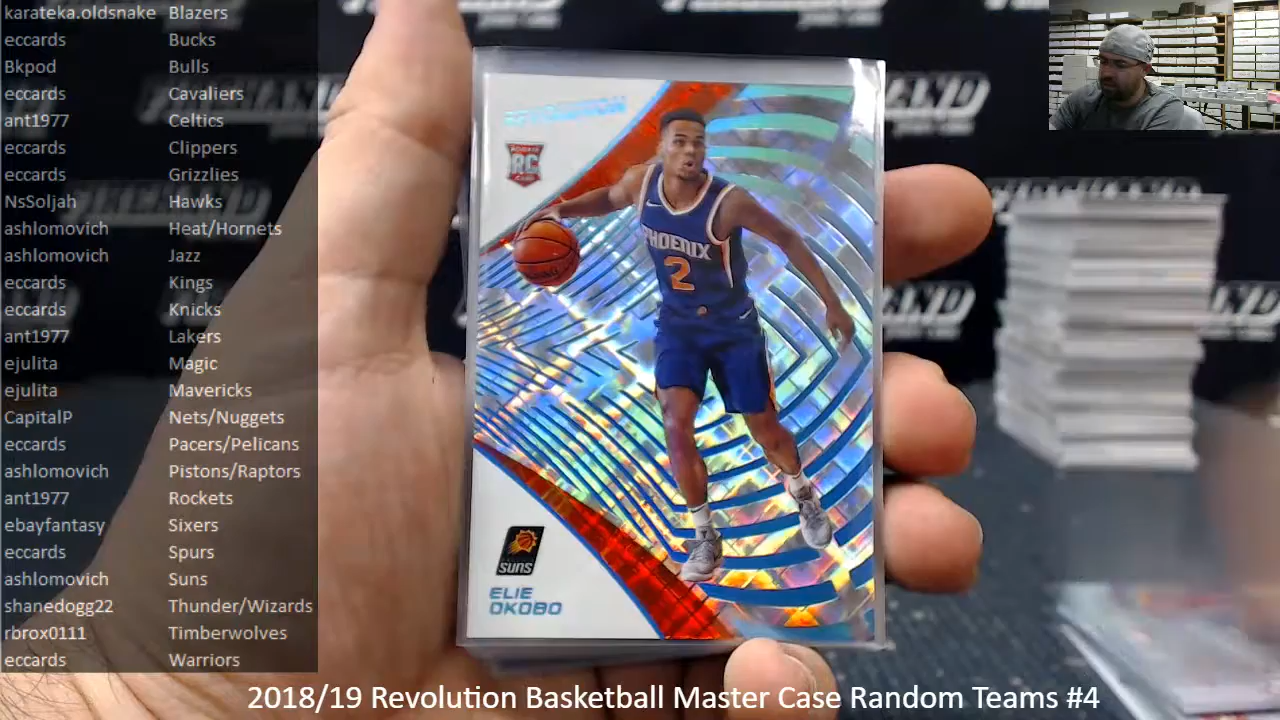 karateka.oldsnake Blazers
eccards Bucks
Bkpod Bulls
eccards Cavaliers
ant1977 Celtics
eccards Clippers
eccards Grizzlies
NsSoljah Hawks
ashlomovich Heat/Hornets
ashlomovich Jazz
eccards Kings
eccards Knicks
ant1977 Lakers
ejulita Magic
ejulita Mavericks
CapitalP Nets/Nuggets
eccards Pacers/Pelicans
ashlomovich Pistons/Raptors
ant1977 Rockets
ebayfantasy Sixers
eccards Spurs
ashlomovich Suns
shanedogg22 Thunder/Wizards
rbrox0111 Timberwolves
eccards Warriors
REVOLUTION
ROOKIE
RC
PHOENIX
2
SUNS
ELIE
OKOBO
2018/19 Revolution Basketball Master Case Random Teams #4